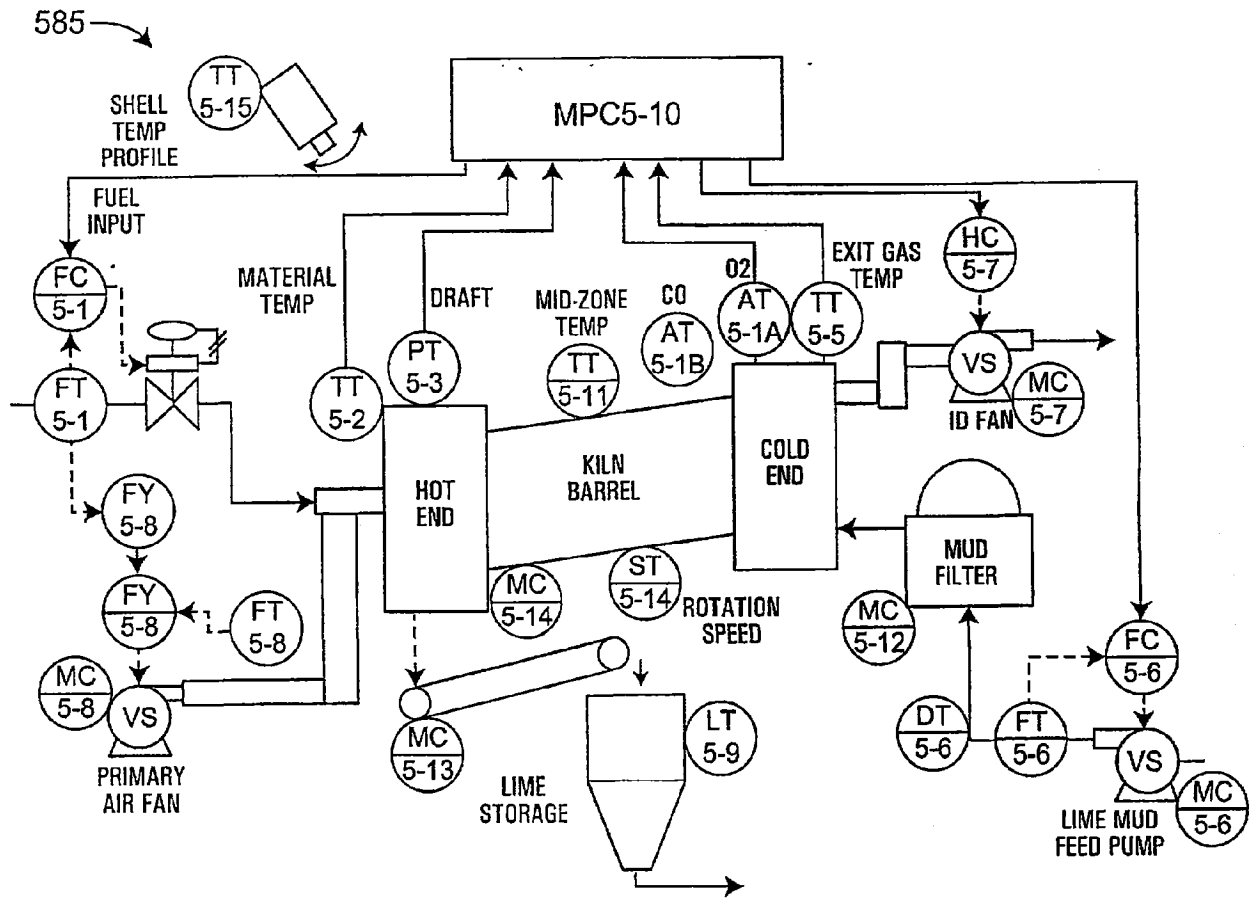 585
TT
5-15
SHELL
TEMP
PROFILE
MPC5-10
FUEL
INPUT
FC
5-1
FT
5-1
MATERIAL
TEMP
TT
5-2
DRAFT
PT
5-3
MID-ZONE
TEMP
TT
5-11
CO
AT
5-1B
O2
AT
5-1A
EXIT GAS
TEMP
TT
5-5
HC
5-7
VS
MC
5-7
ID FAN
HOT
END
KILN
BARREL
COLD
END
FY
5-8
FY
5-8
FT
5-8
MC
5-8
VS
PRIMARY
AIR FAN
MC
5-14
ST
5-14
ROTATION
SPEED
MC
5-13
LIME
STORAGE
LT
5-9
MUD
FILTER
MC
5-12
DT
5-6
FT
5-6
FC
5-6
VS
MC
5-6
LIME MUD
FEED PUMP